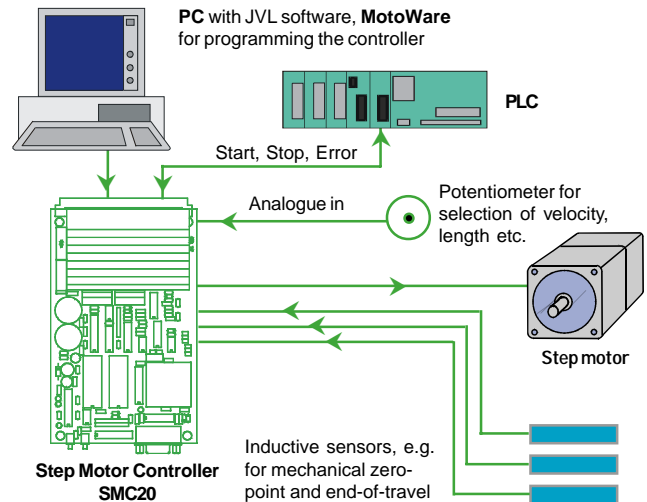 PC with JVL software, MotoWare
for programming the controller
PLC
Start, Stop, Error
Analogue in
Potentiometer for
selection of velocity,
length etc.
Step motor
Inductive sensors, e.g.
for mechanical zero-
point and end-of-travel
Step Motor Controller
SMC20